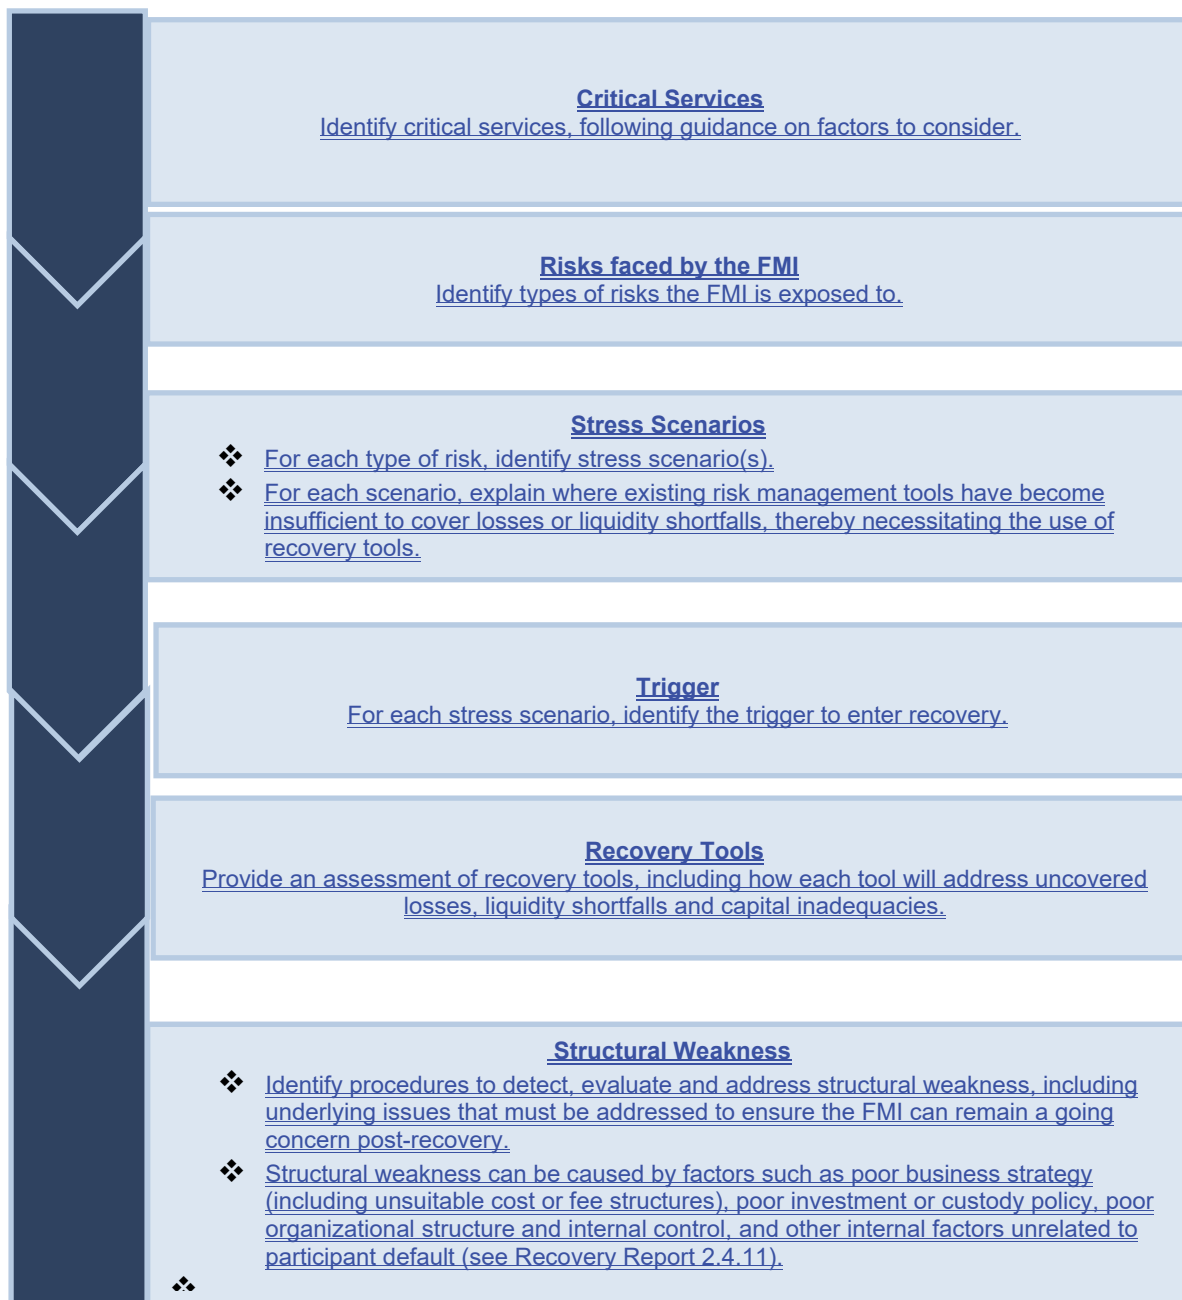 Critical Services
Identify critical services, following guidance on factors to consider.
Risks faced by the FMI
Identify types of risks the FMI is exposed to.
Stress Scenarios
❖ For each type of risk, identify stress scenario(s).
❖ For each scenario, explain where existing risk management tools have become
insufficient to cover losses or liquidity shortfalls, thereby necessitating the use of
recovery tools.
Trigger
For each stress scenario, identify the trigger to enter recovery.
Recovery Tools
Provide an assessment of recovery tools, including how each tool will address uncovered
losses, liquidity shortfalls and capital inadequacies.
Structural Weakness
❖ Identify procedures to detect, evaluate and address structural weakness, including
underlying issues that must be addressed to ensure the FMI can remain a going
concern post-recovery.
❖ Structural weakness can be caused by factors such as poor business strategy
(including unsuitable cost or fee structures), poor investment or custody policy, poor
organizational structure and internal control, and other internal factors unrelated to
participant default (see Recovery Report 2.4.11).
❖